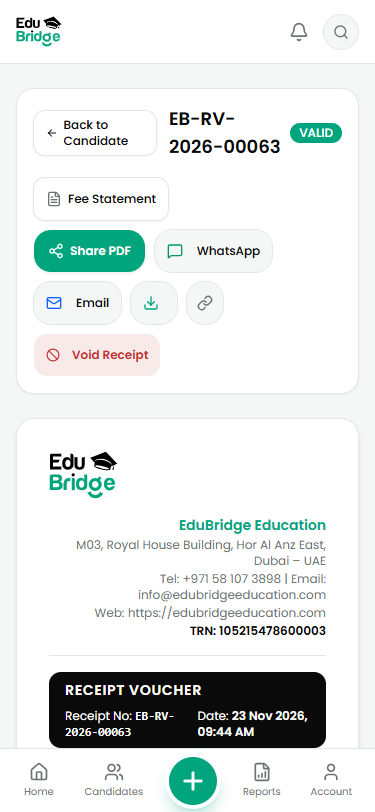 Edu
Bridge
Back to
Candidate
EB-RV-
2026-00063
VALID
Fee Statement
Share PDF
WhatsApp
Email
Void Receipt
Edu
Bridge
EduBridge Education
M03, Royal House Building, Hor Al Anz East,
Dubai – UAE
Tel: +971 58 107 3898 | Email:
info@edubridgeeducation.com
Web: https://edubridgeeducation.com
TRN: 105215478600003
RECEIPT VOUCHER
Receipt No: EB-RV-
2026-00063
Date: 23 Nov 2026,
09:44 AM
Home
Candidates
Reports
Account